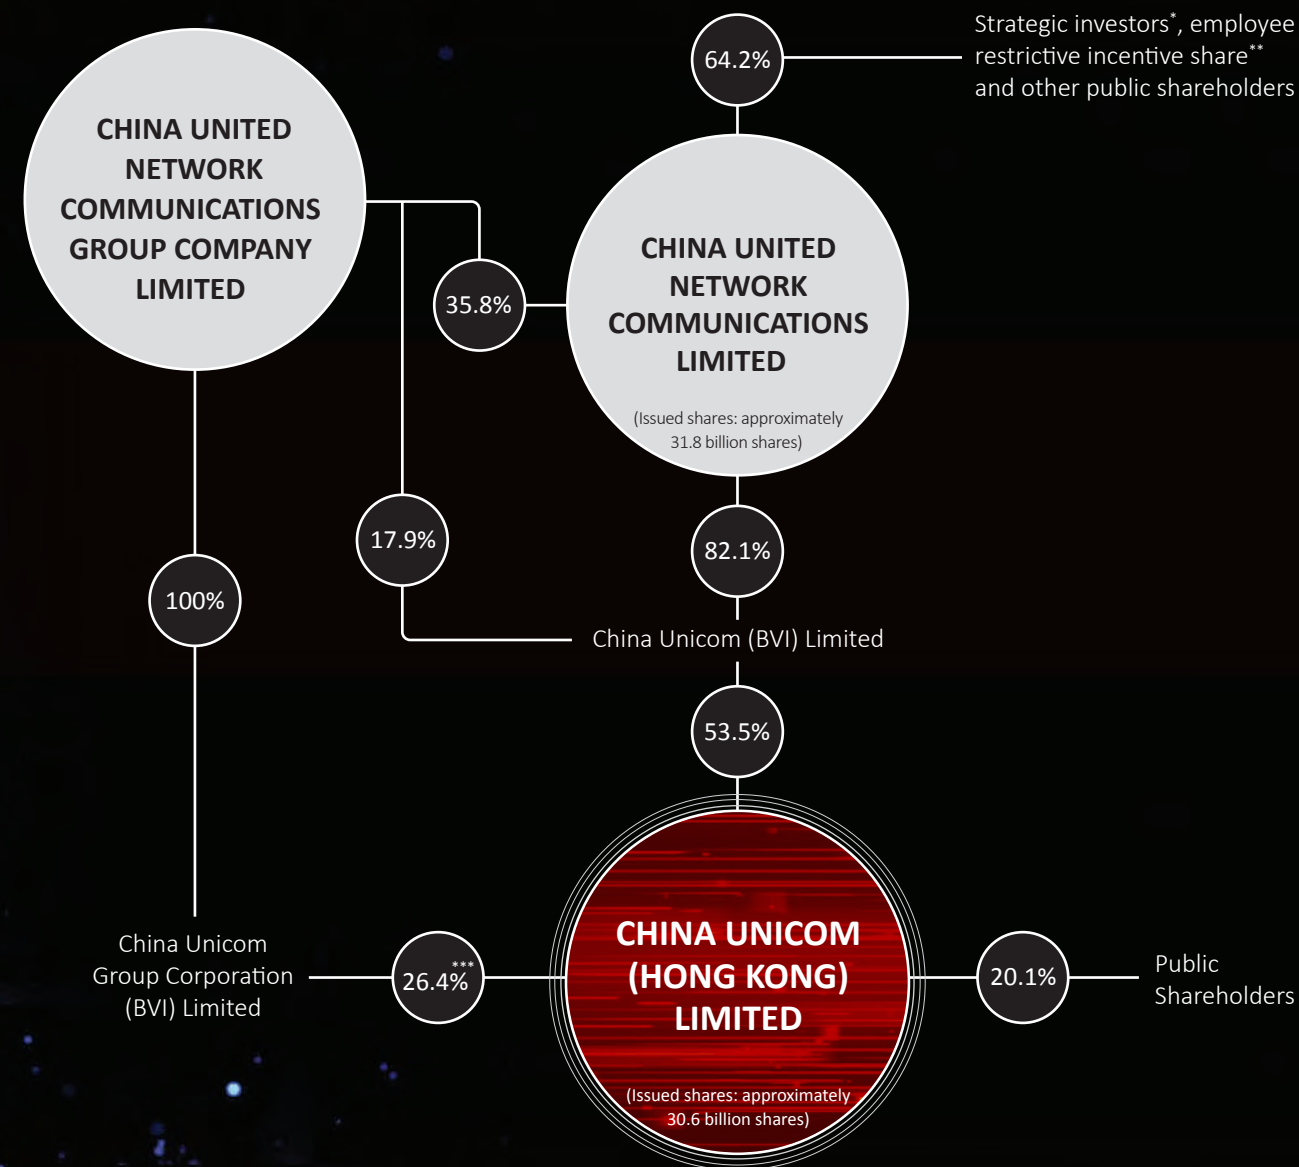 64.2%
Strategic investors*, employee
restrictive incentive share**
and other public shareholders
CHINA UNITED
NETWORK
COMMUNICATIONS
GROUP COMPANY
LIMITED
35.8%
CHINA UNITED
NETWORK
COMMUNICATIONS
LIMITED
(Issued shares: approximately
31.8 billion shares)
17.9%
82.1%
100%
China Unicom (BVI) Limited
53.5%
China Unicom
Group Corporation
(BVI) Limited
26.4%***
CHINA UNICOM
(HONG KONG)
LIMITED
(Issued shares: approximately
30.6 billion shares)
20.1%
Public
Shareholders